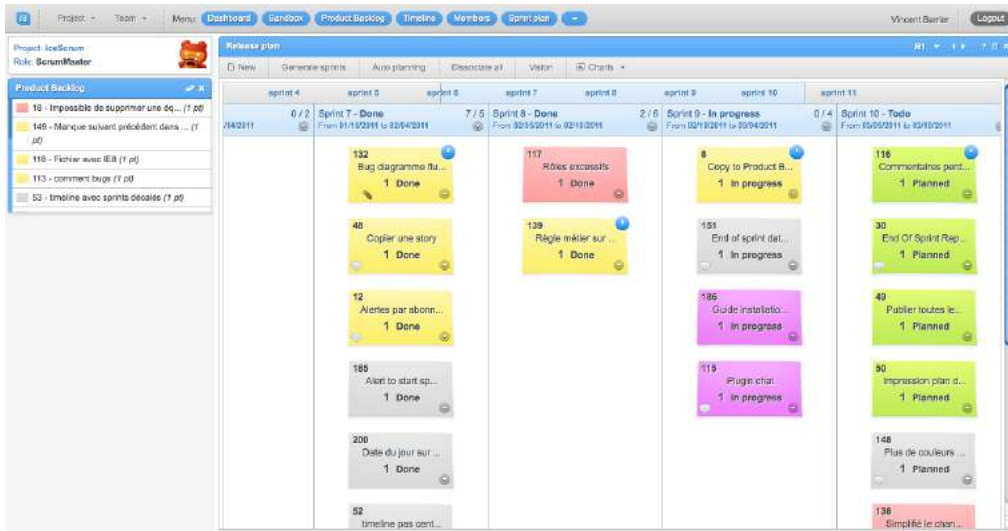 Project Team Menu: Dashboard Sandbox Product Backlog Timeline Members Sprint plan
Logout
Project: IceScrum
Role: ScrumMaster
Product Backlog
18 - Impossible de supprimer une éq... (1 pt)
149 - Manque suivant précédent dans ... (1
pt)
118 - Fichier avec IE8 (1 pt)
113 - comment bugs (1 pt)
53 - timeline avec sprints décalés (1 pt)
Release plan
R1
New Generate sprints Auto planning Dissociate all Vision Charts
sprint 4 sprint 5 sprint 6 sprint 7 sprint 8 sprint 9 sprint 10 sprint 11
0 / 2
Sprint 7 - Done 7 / 5
Sprint 8 - Done 2 / 6
Sprint 9 - In progress 0 / 4
Sprint 10 - Todo
132
Bug diagramme flu...
1 Done
48
Copier une story
1 Done
12
Alertes par abonn...
1 Done
185
Alert to start sp...
1 Done
200
Date du jour sur ...
1 Done
52
timeline pas cent...
117
Rôles excessifs
1 Done
139
Règle métier sur ...
1 Done
8
Copy to Product B...
1 In progress
151
End of sprint dat...
1 In progress
186
Guide installatio...
1 In progress
115
Plugin chat
1 In progress
116
Commentaires perd...
1 Planned
30
End Of Sprint Rep...
1 Planned
49
Publier toutes le...
1 Planned
50
Impression plan d...
1 Planned
148
Plus de couleurs ...
1 Planned
138
Simplifié le chan...